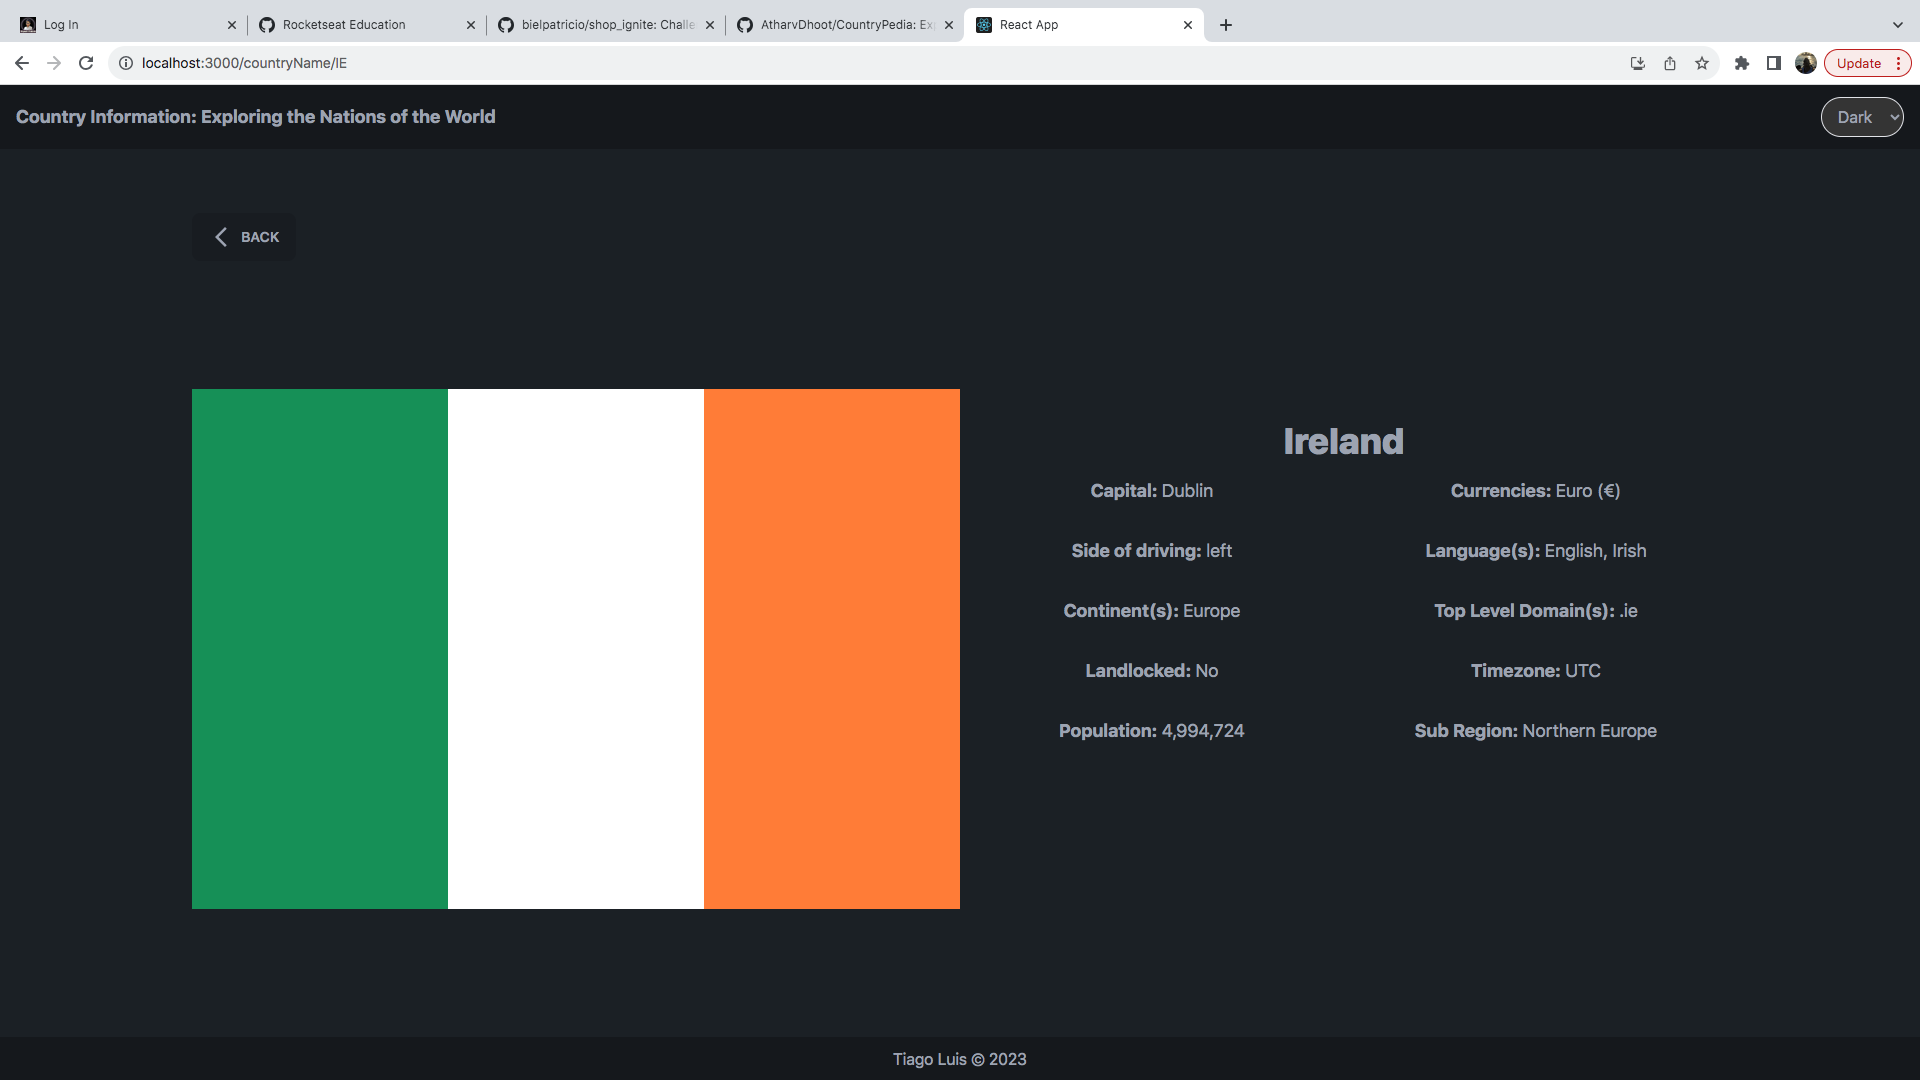 Log In
Rocketseat Education
bielpatricio/shop_ignite: Challe
AtharvDhoot/CountryPedia: Ex
React App
localhost:3000/countryName/IE
Update
Country Information: Exploring the Nations of the World
Dark
BACK
Ireland
Capital: Dublin
Currencies: Euro (€)
Side of driving: left
Language(s): English, Irish
Continent(s): Europe
Top Level Domain(s): .ie
Landlocked: No
Timezone: UTC
Population: 4,994,724
Sub Region: Northern Europe
Tiago Luis © 2023